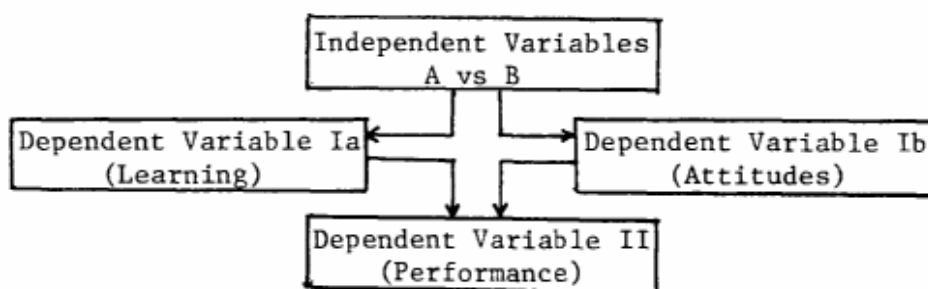 Independent Variables
A vs B
Dependent Variable Ia
(Learning)
Dependent Variable Ib
(Attitudes)
Dependent Variable II
(Performance)